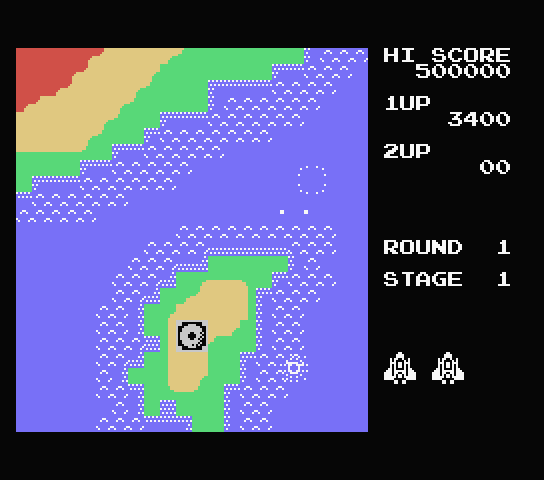 HI SCORE
500000
1UP
3400
2UP
00
ROUND 1
STAGE 1